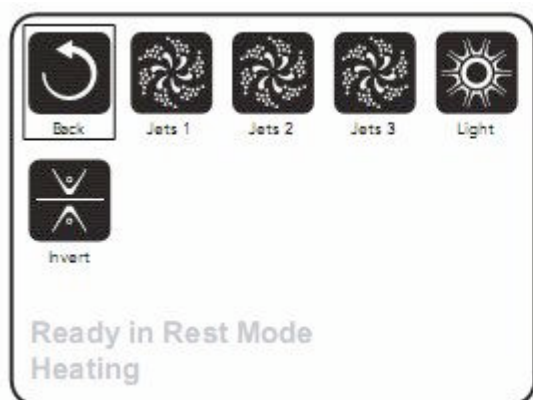 Back Jets 1 Jets 2 Jets 3 Light
Invert
Ready in Rest Mode
Heating